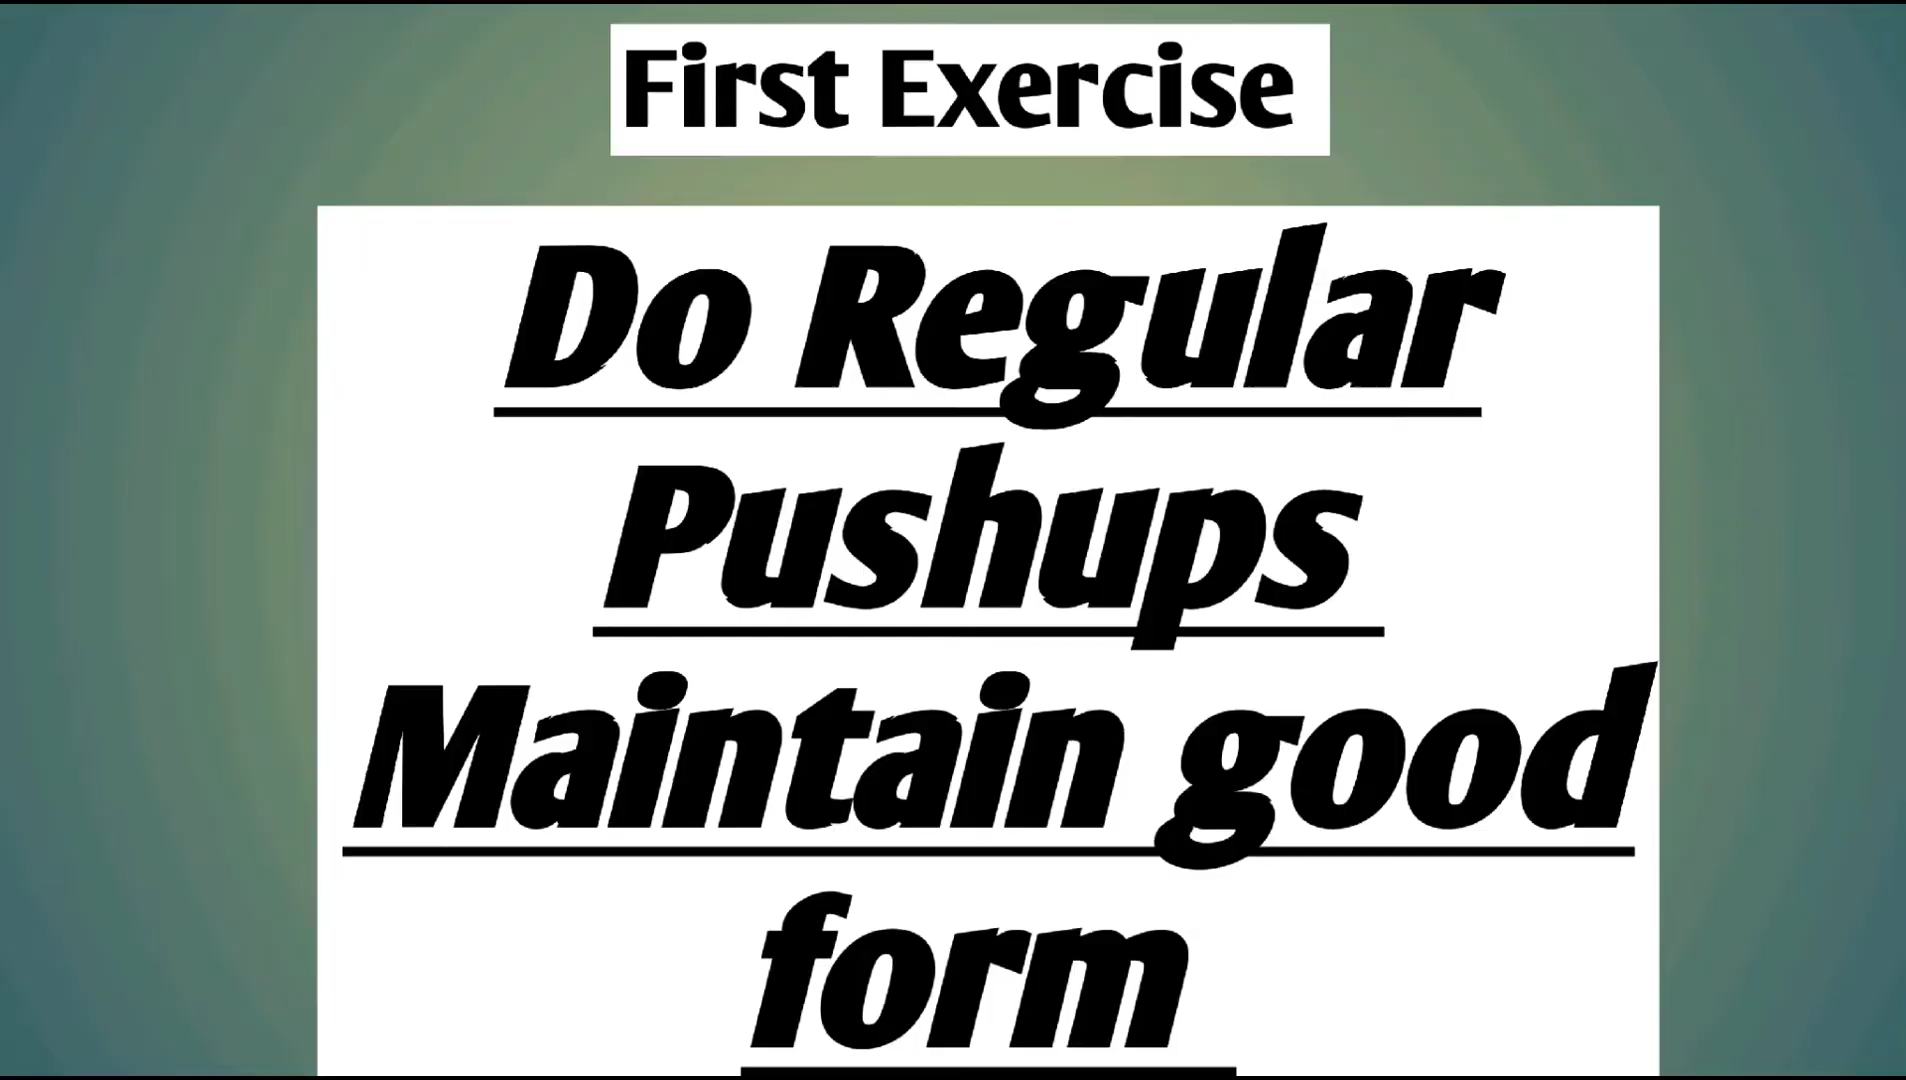 First Exercise
Do Regular
Pushups
Maintain good
form